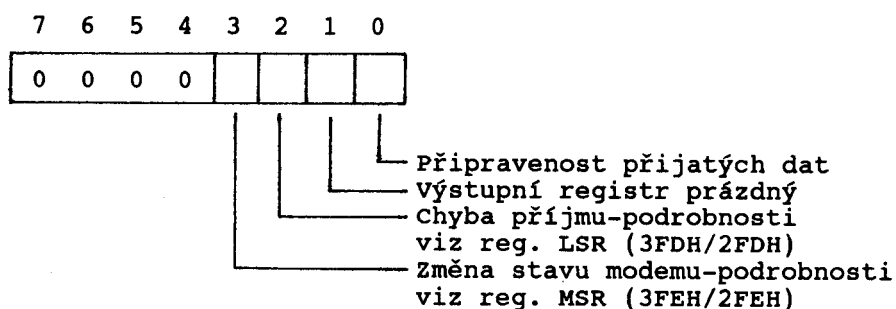 7 6 5 4 3 2 1 0
0 0 0 0
Připravenost přijatých dat
Výstupní registr prázdný
Chyba příjmu-podrobnosti
viz reg. LSR (3FDH/2FDH)
Změna stavu modemu-podrobnosti
viz reg. MSR (3FEH/2FEH)